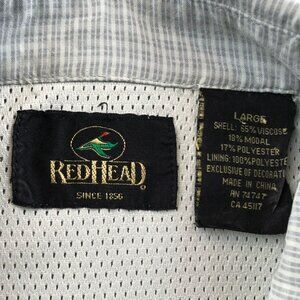 REDHEAD
SINCE 1856
LARGE
SHELL: 65% VISCOSE
18% MODAL
17% POLYESTER
LINING: 100% POLYESTER
EXCLUSIVE OF DECORATI
MADE IN CHINA
AN 74747
CA 45117